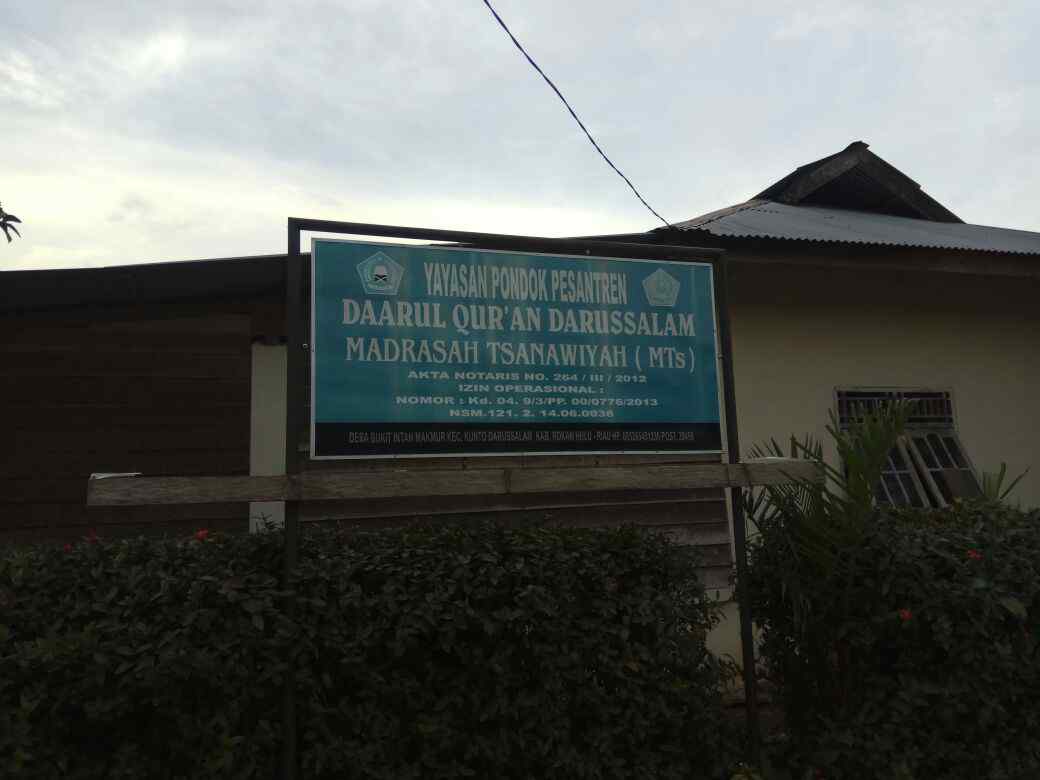 YAYASAN PONDOK PESANTREN
DAARUL QUR'AN DARUSSALAM
MADRASAH TSANAWIYAH ( MTs )
AKTA NOTARIS NO. 264 / III / 2012
IZIN OPERASIONAL :
NOMOR : Kd. 04. 9/3/PP. 00/0776/2013
NSM.121. 2. 14.06.0936
DESA BUKIT INTAN MAKMUR KEC. KUNTO DARUSSALAM KAB. ROKAN HULU - RIAU HP.